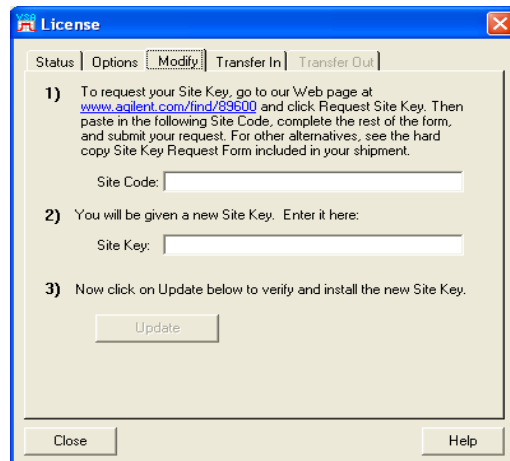 VSA
License
Status Options Modify Transfer In Transfer Out
1) To request your Site Key, go to our Web page at
www.agilent.com/find/89600 and click Request Site Key. Then
paste in the following Site Code, complete the rest of the form,
and submit your request. For other alternatives, see the hard
copy Site Key Request Form included in your shipment.
Site Code:
2) You will be given a new Site Key. Enter it here:
Site Key:
3) Now click on Update below to verify and install the new Site Key.
Update
Close Help